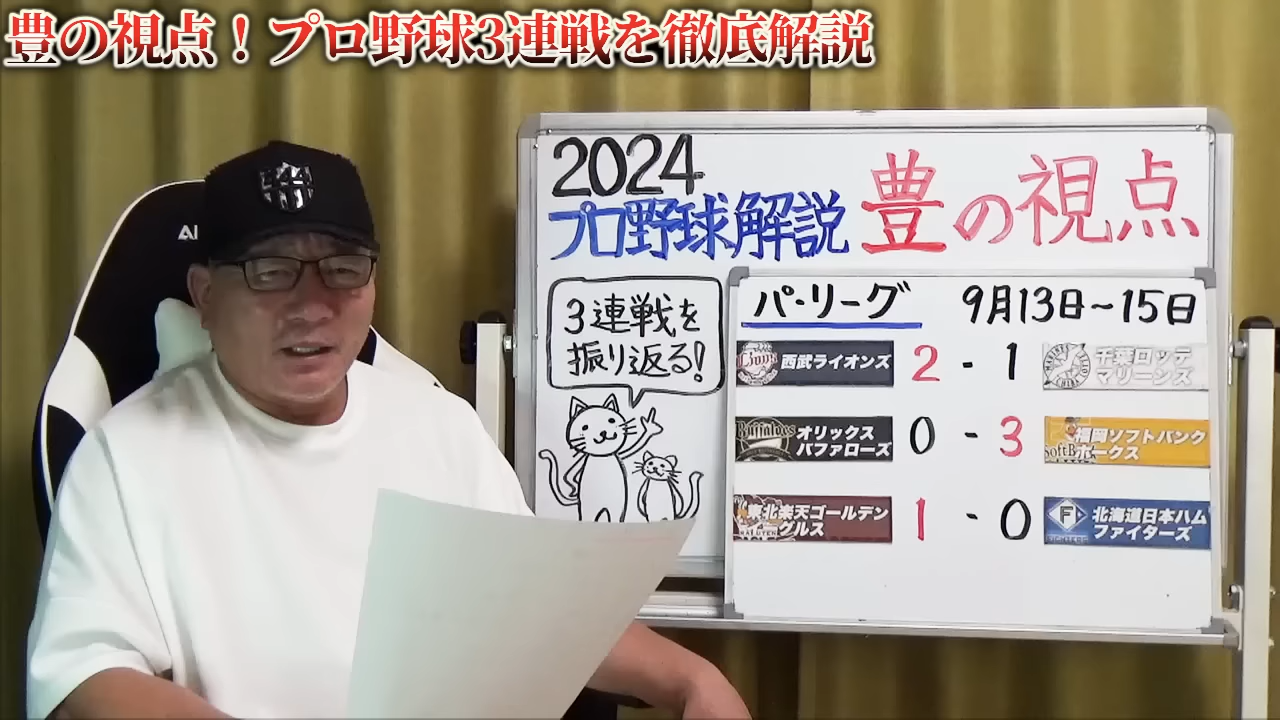 豊の視点！プロ野球3連戦を徹底解説
AI
2024
プロ野球解説 豊の視点
3連戦を
振り返る!
パ・リーグ 9月13日~15日
Lions 西武ライオンズ 2 - 1 千葉ロッテ
マリーンズ
Buffaloes オリックス
バファローズ 0 - 3 福岡ソフトバンク
ホークス
東北楽天ゴールデン
グルス 1 - 0 F 北海道日本ハム
ファイターズ